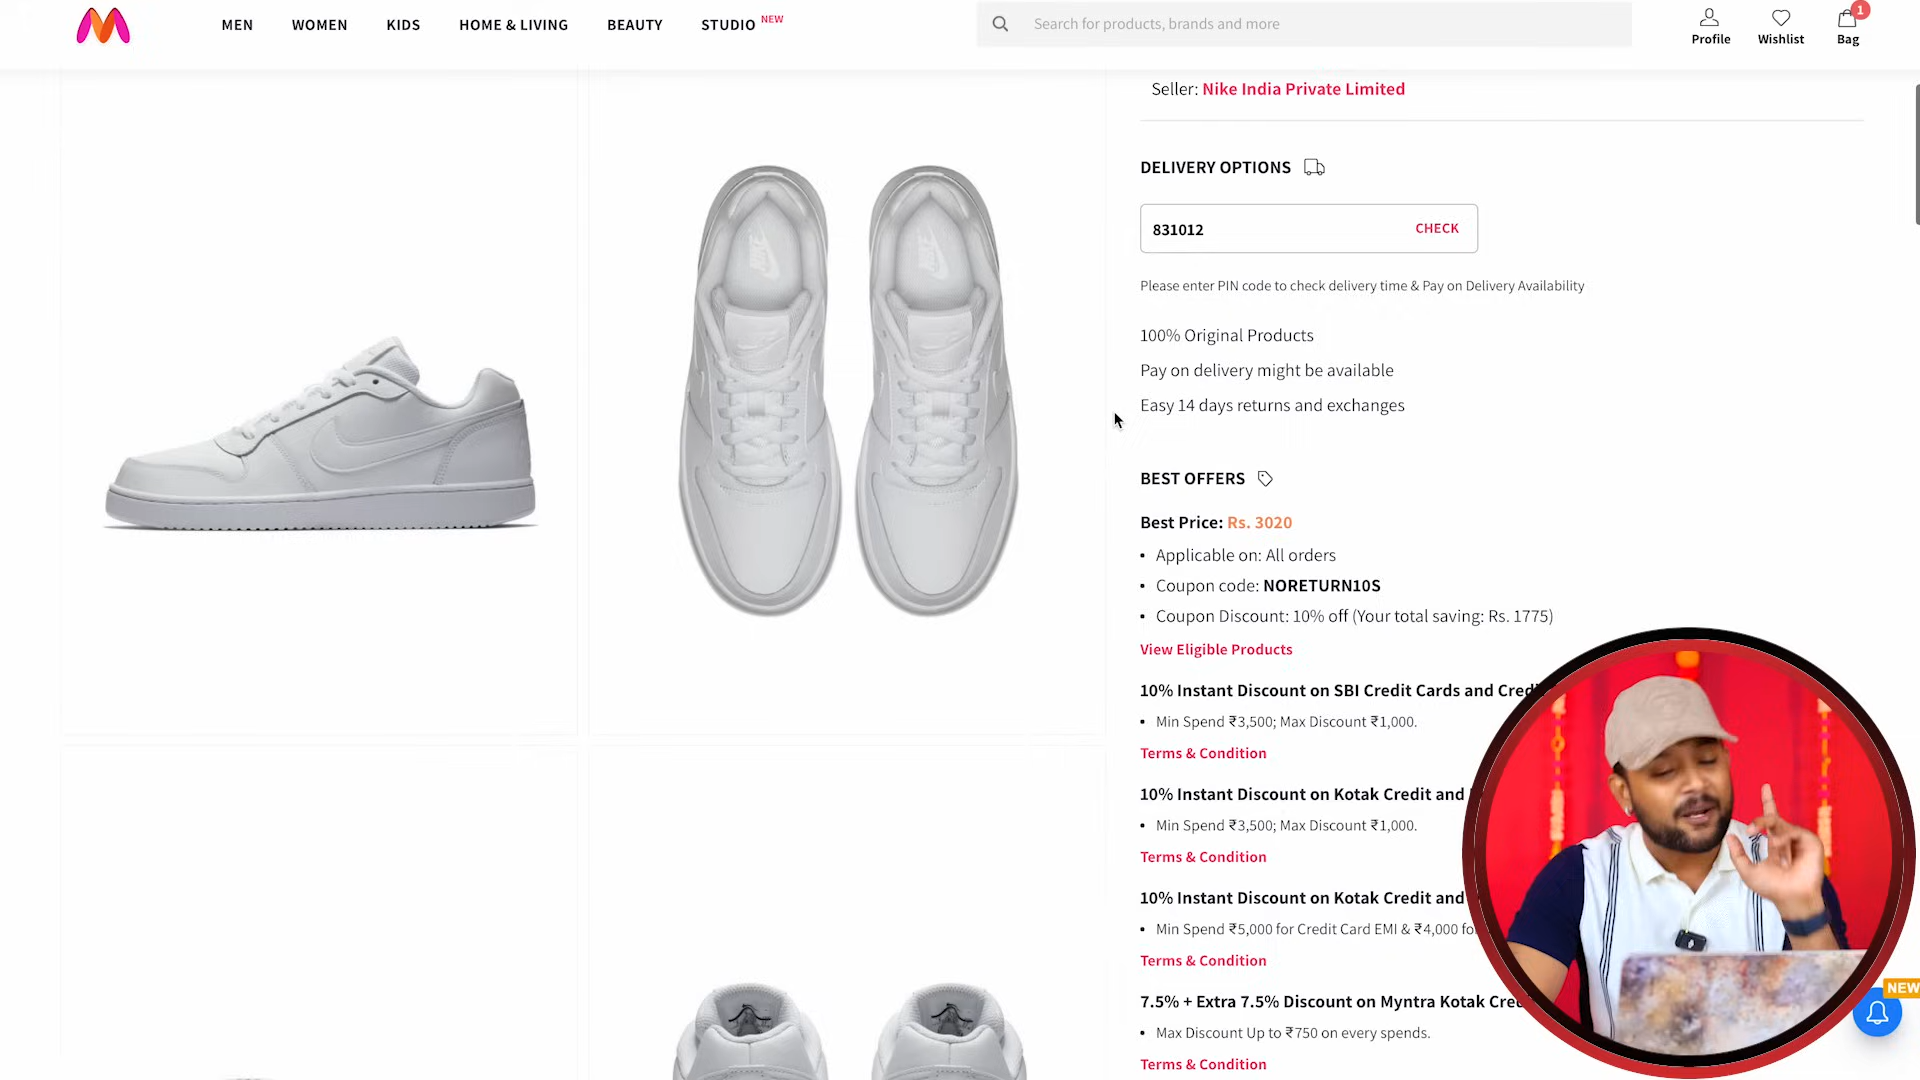 MEN WOMEN KIDS HOME & LIVING BEAUTY STUDIO NEW
Search for products, brands and more
1
Profile Wishlist Bag
Seller: Nike India Private Limited
DELIVERY OPTIONS
831012 CHECK
Please enter PIN code to check delivery time & Pay on Delivery Availability
100% Original Products
Pay on delivery might be available
Easy 14 days returns and exchanges
BEST OFFERS
Best Price: Rs. 3020
• Applicable on: All orders
• Coupon code: NORETURN10S
• Coupon Discount: 10% off (Your total saving: Rs. 1775)
View Eligible Products
10% Instant Discount on SBI Credit Cards and
• Min Spend ₹3,500; Max Discount ₹1,000.
Terms & Condition
10% Instant Discount on Kotak Credit and
• Min Spend ₹3,500; Max Discount ₹1,000.
Terms & Condition
10% Instant Discount on Kotak Credit and
• Min Spend ₹5,000 for Credit Card EMI & ₹4,000
Terms & Condition
7.5% + Extra 7.5% Discount on Myntra Kotak
• Max Discount Up to ₹750 on every spends.
Terms & Condition
NEW